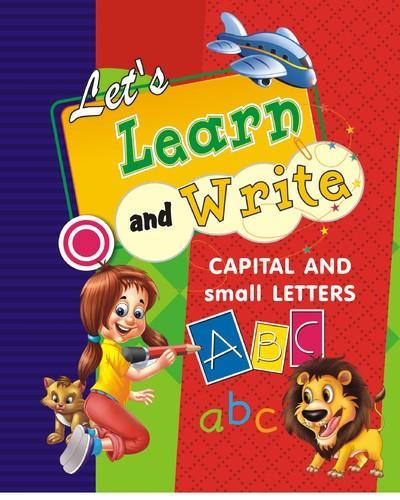 Let's
Learn
and Write
CAPITAL AND
small LETTERS
ABC
abc